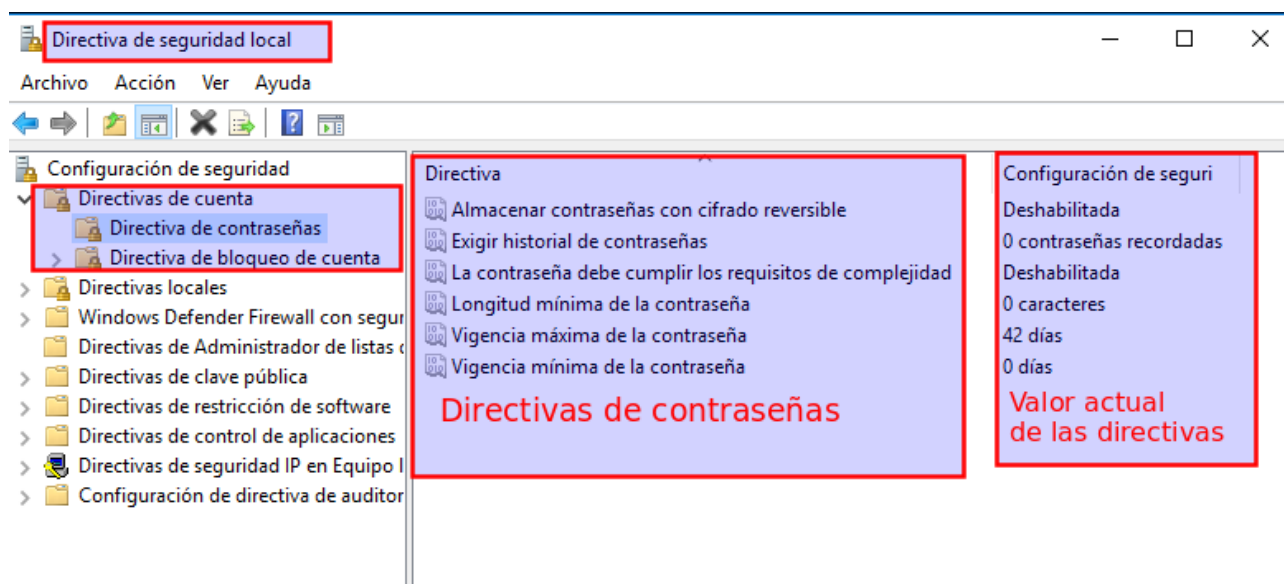 Directiva de seguridad local
Archivo Acción Ver Ayuda
Configuración de seguridad
Directivas de cuenta
Directiva de contraseñas
Directiva de bloqueo de cuenta
Directivas locales
Windows Defender Firewall con segur
Directivas de Administrador de listas
Directivas de clave pública
Directivas de restricción de software
Directivas de control de aplicaciones
Directivas de seguridad IP en Equipo l
Configuración de directiva de auditor
Directiva Configuración de seguri
Almacenar contraseñas con cifrado reversible Deshabilitada
Exigir historial de contraseñas 0 contraseñas recordadas
La contraseña debe cumplir los requisitos de complejidad Deshabilitada
Longitud mínima de la contraseña 0 caracteres
Vigencia máxima de la contraseña 42 días
Vigencia mínima de la contraseña 0 días
Directivas de contraseñas
Valor actual
de las directivas